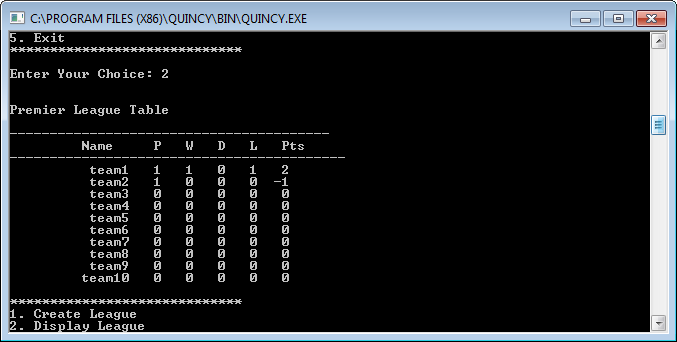 C:\PROGRAM FILES (X86)\QUINCY\BIN\QUINCY.EXE
5. Exit
*****************************
Enter Your Choice: 2
Premier League Table
----------------------------------------
Name P W D L Pts
------------------------------------------
team1 1 1 0 1 2
team2 1 0 0 0 -1
team3 0 0 0 0 0
team4 0 0 0 0 0
team5 0 0 0 0 0
team6 0 0 0 0 0
team7 0 0 0 0 0
team8 0 0 0 0 0
team9 0 0 0 0 0
team10 0 0 0 0 0
*****************************
1. Create League
2. Display League